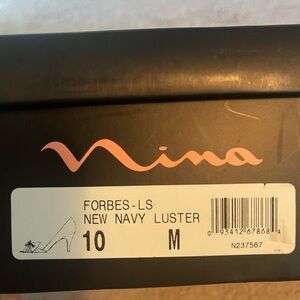 Nina
FORBES-LS
NEW NAVY LUSTER
10 M
0 93412 67868 4
N237567